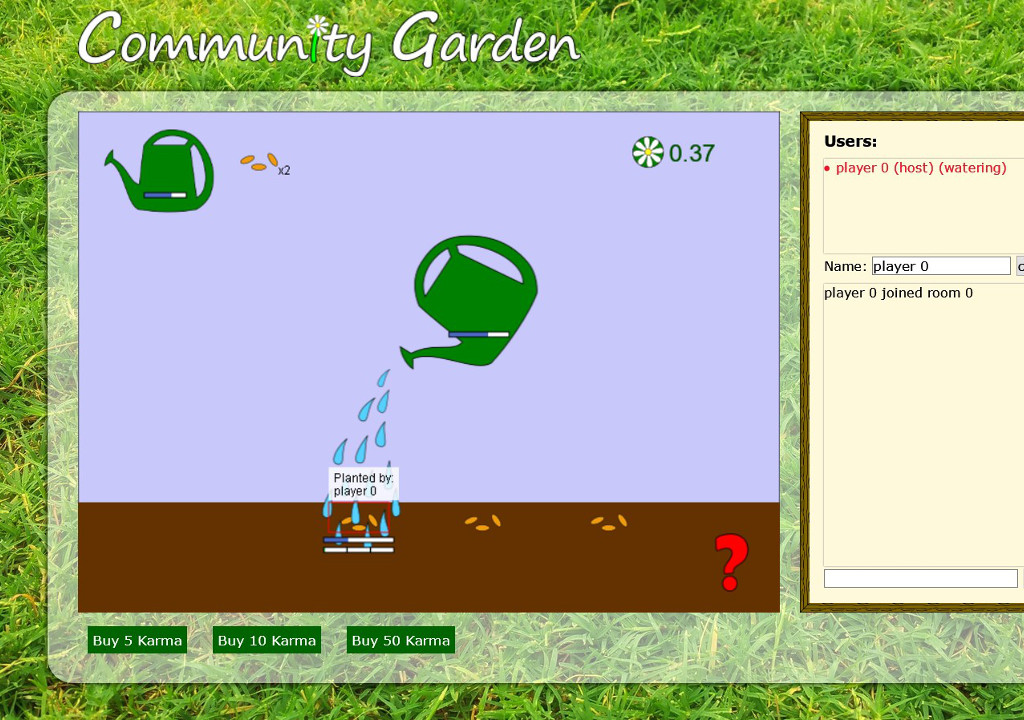 Community Garden
x2
0.37
Users:
• player 0 (host) (watering)
Name: player 0
player 0 joined room 0
Planted by:
player 0
?
Buy 5 Karma
Buy 10 Karma
Buy 50 Karma